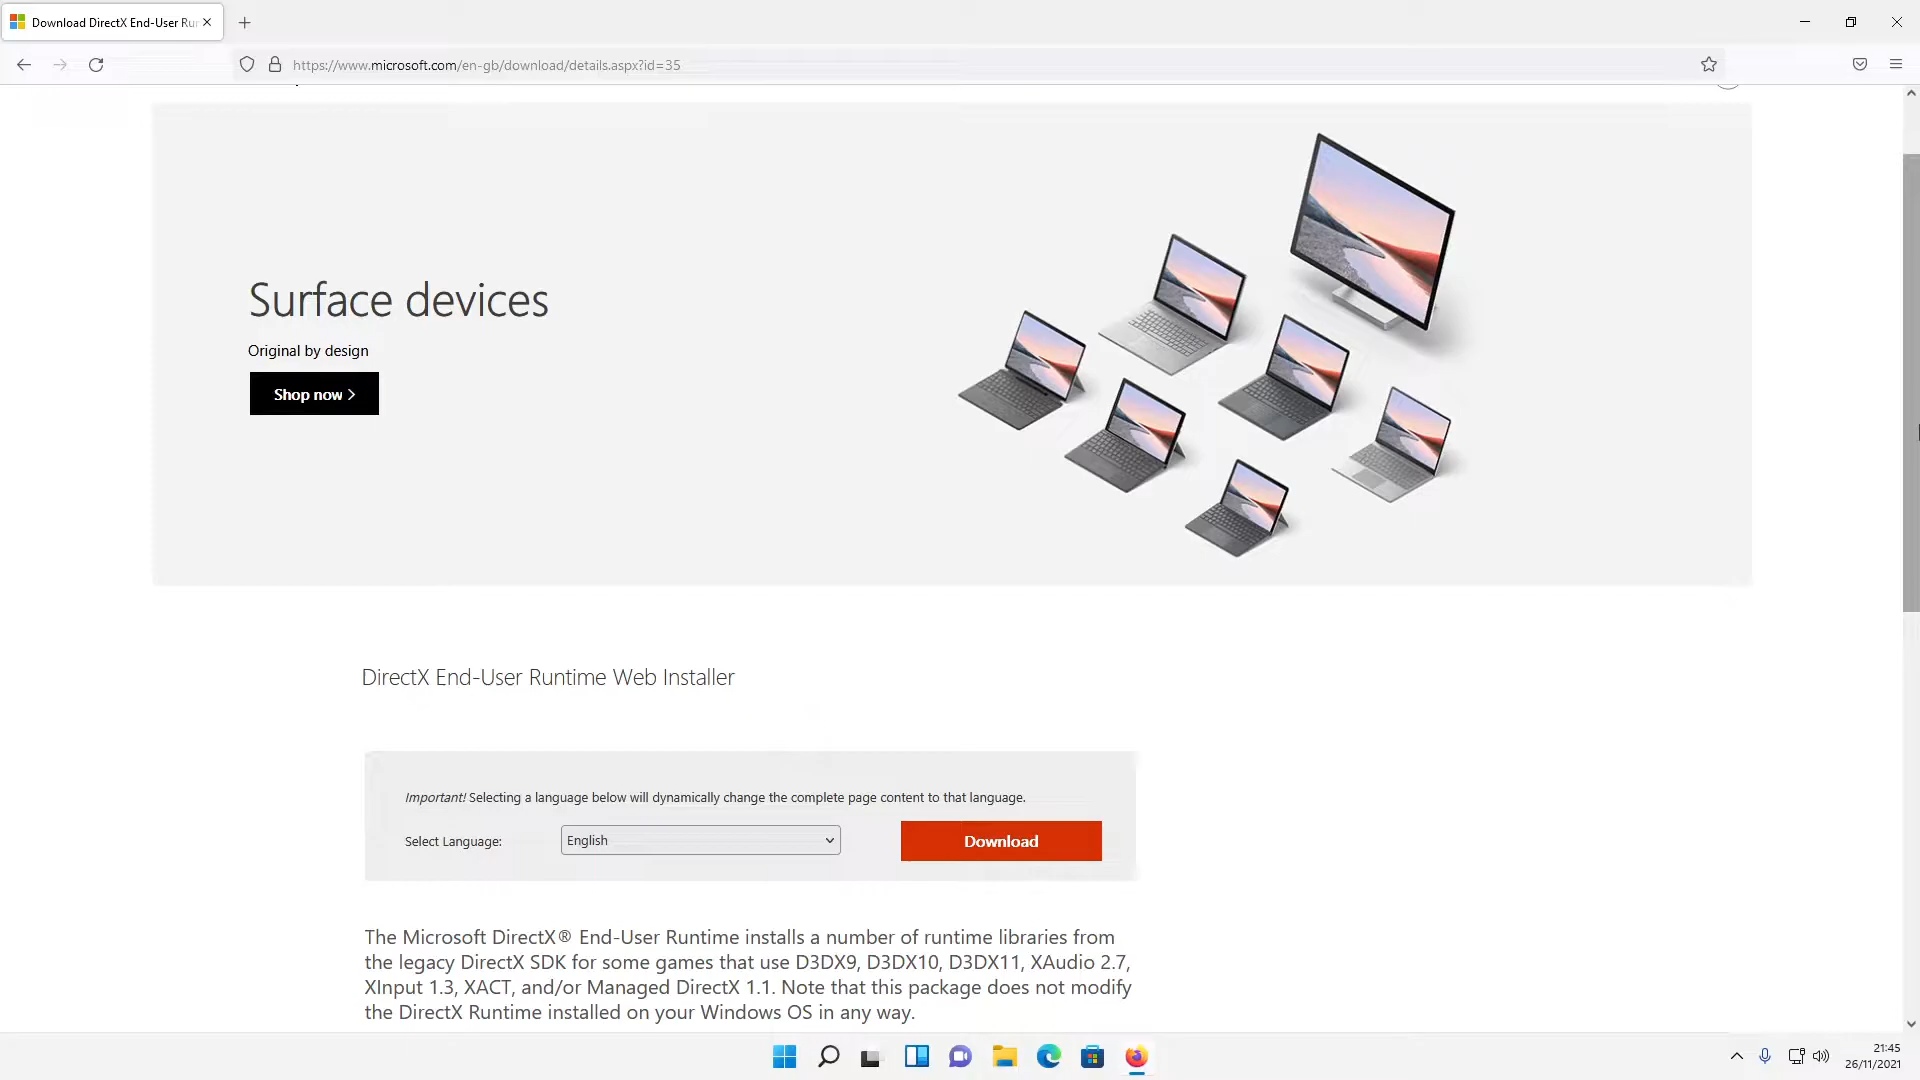 Download DirectX End-User Ru
https://www.microsoft.com/en-gb/download/details.aspx?id=35
Surface devices
Original by design
Shop now
DirectX End-User Runtime Web Installer
Important! Selecting a language below will dynamically change the complete page content to that language.
Select Language:
English
Download
The Microsoft DirectX® End-User Runtime installs a number of runtime libraries from
the legacy DirectX SDK for some games that use D3DX9, D3DX10, D3DX11, XAudio 2.7,
XInput 1.3, XACT, and/or Managed DirectX 1.1. Note that this package does not modify
the DirectX Runtime installed on your Windows OS in any way.
21:45
26/11/2021